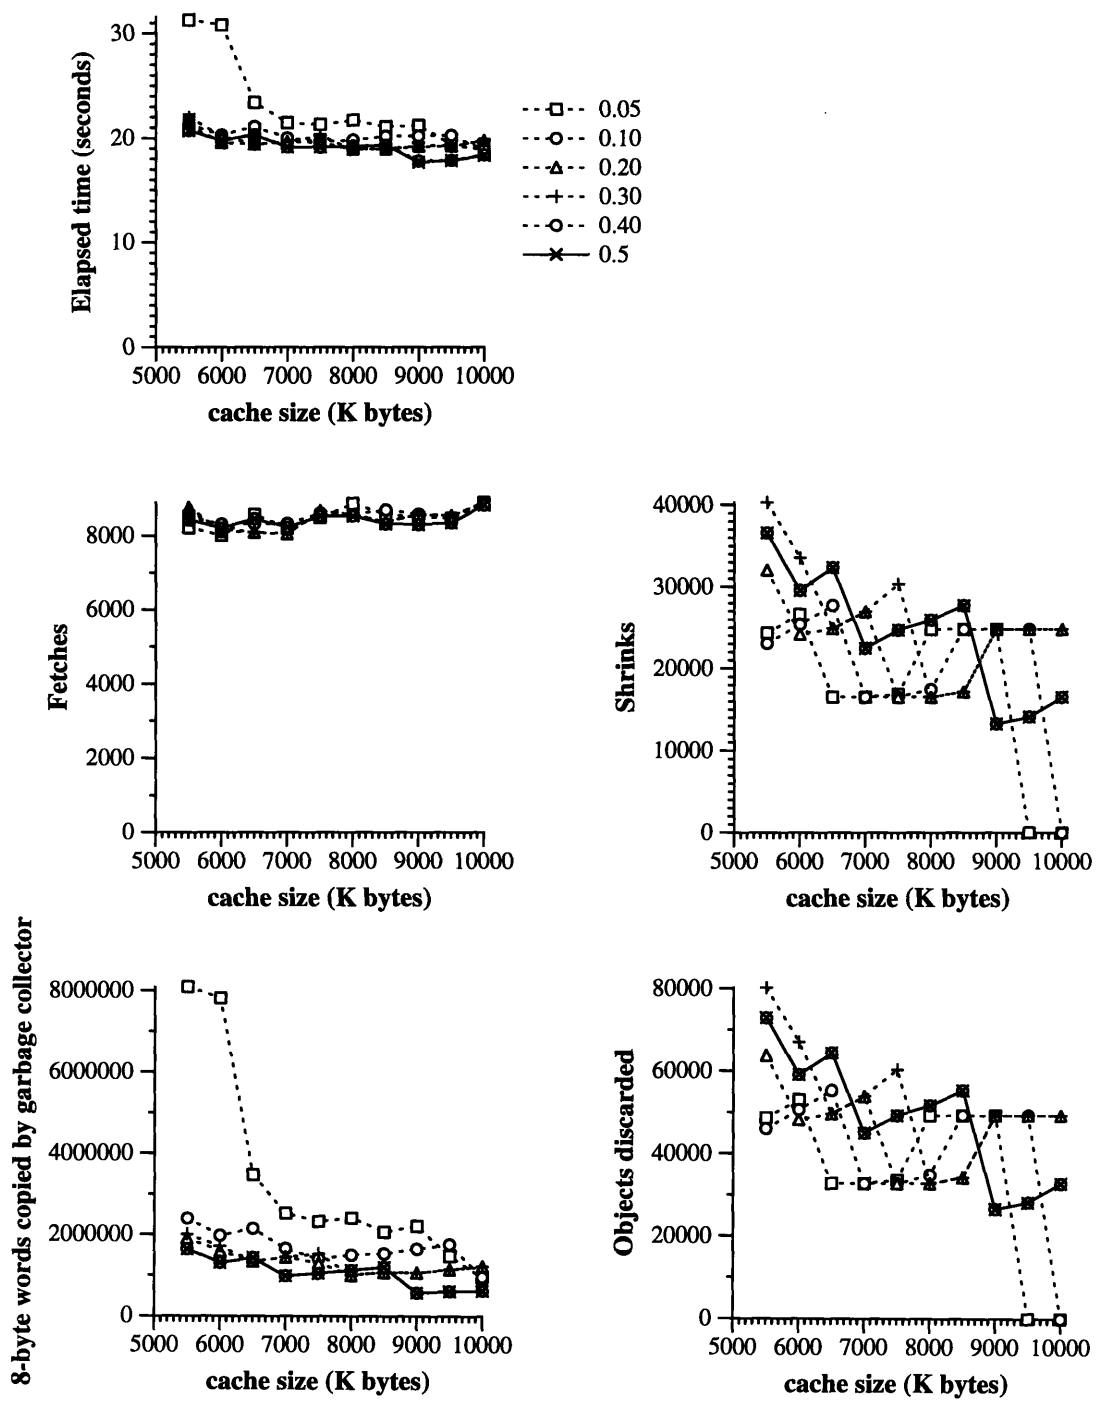 Elapsed time (seconds)
30
20
10
0
5000 6000 7000 8000 9000 10000
cache size (K bytes)
0.05
0.10
0.20
0.30
0.40
0.5
Fetches
8000
6000
4000
2000
0
5000 6000 7000 8000 9000 10000
cache size (K bytes)
Shrinks
40000
30000
20000
10000
0
5000 6000 7000 8000 9000 10000
cache size (K bytes)
8-byte words copied by garbage collector
8000000
6000000
4000000
2000000
0
5000 6000 7000 8000 9000 10000
cache size (K bytes)
Objects discarded
80000
60000
40000
20000
0
5000 6000 7000 8000 9000 10000
cache size (K bytes)